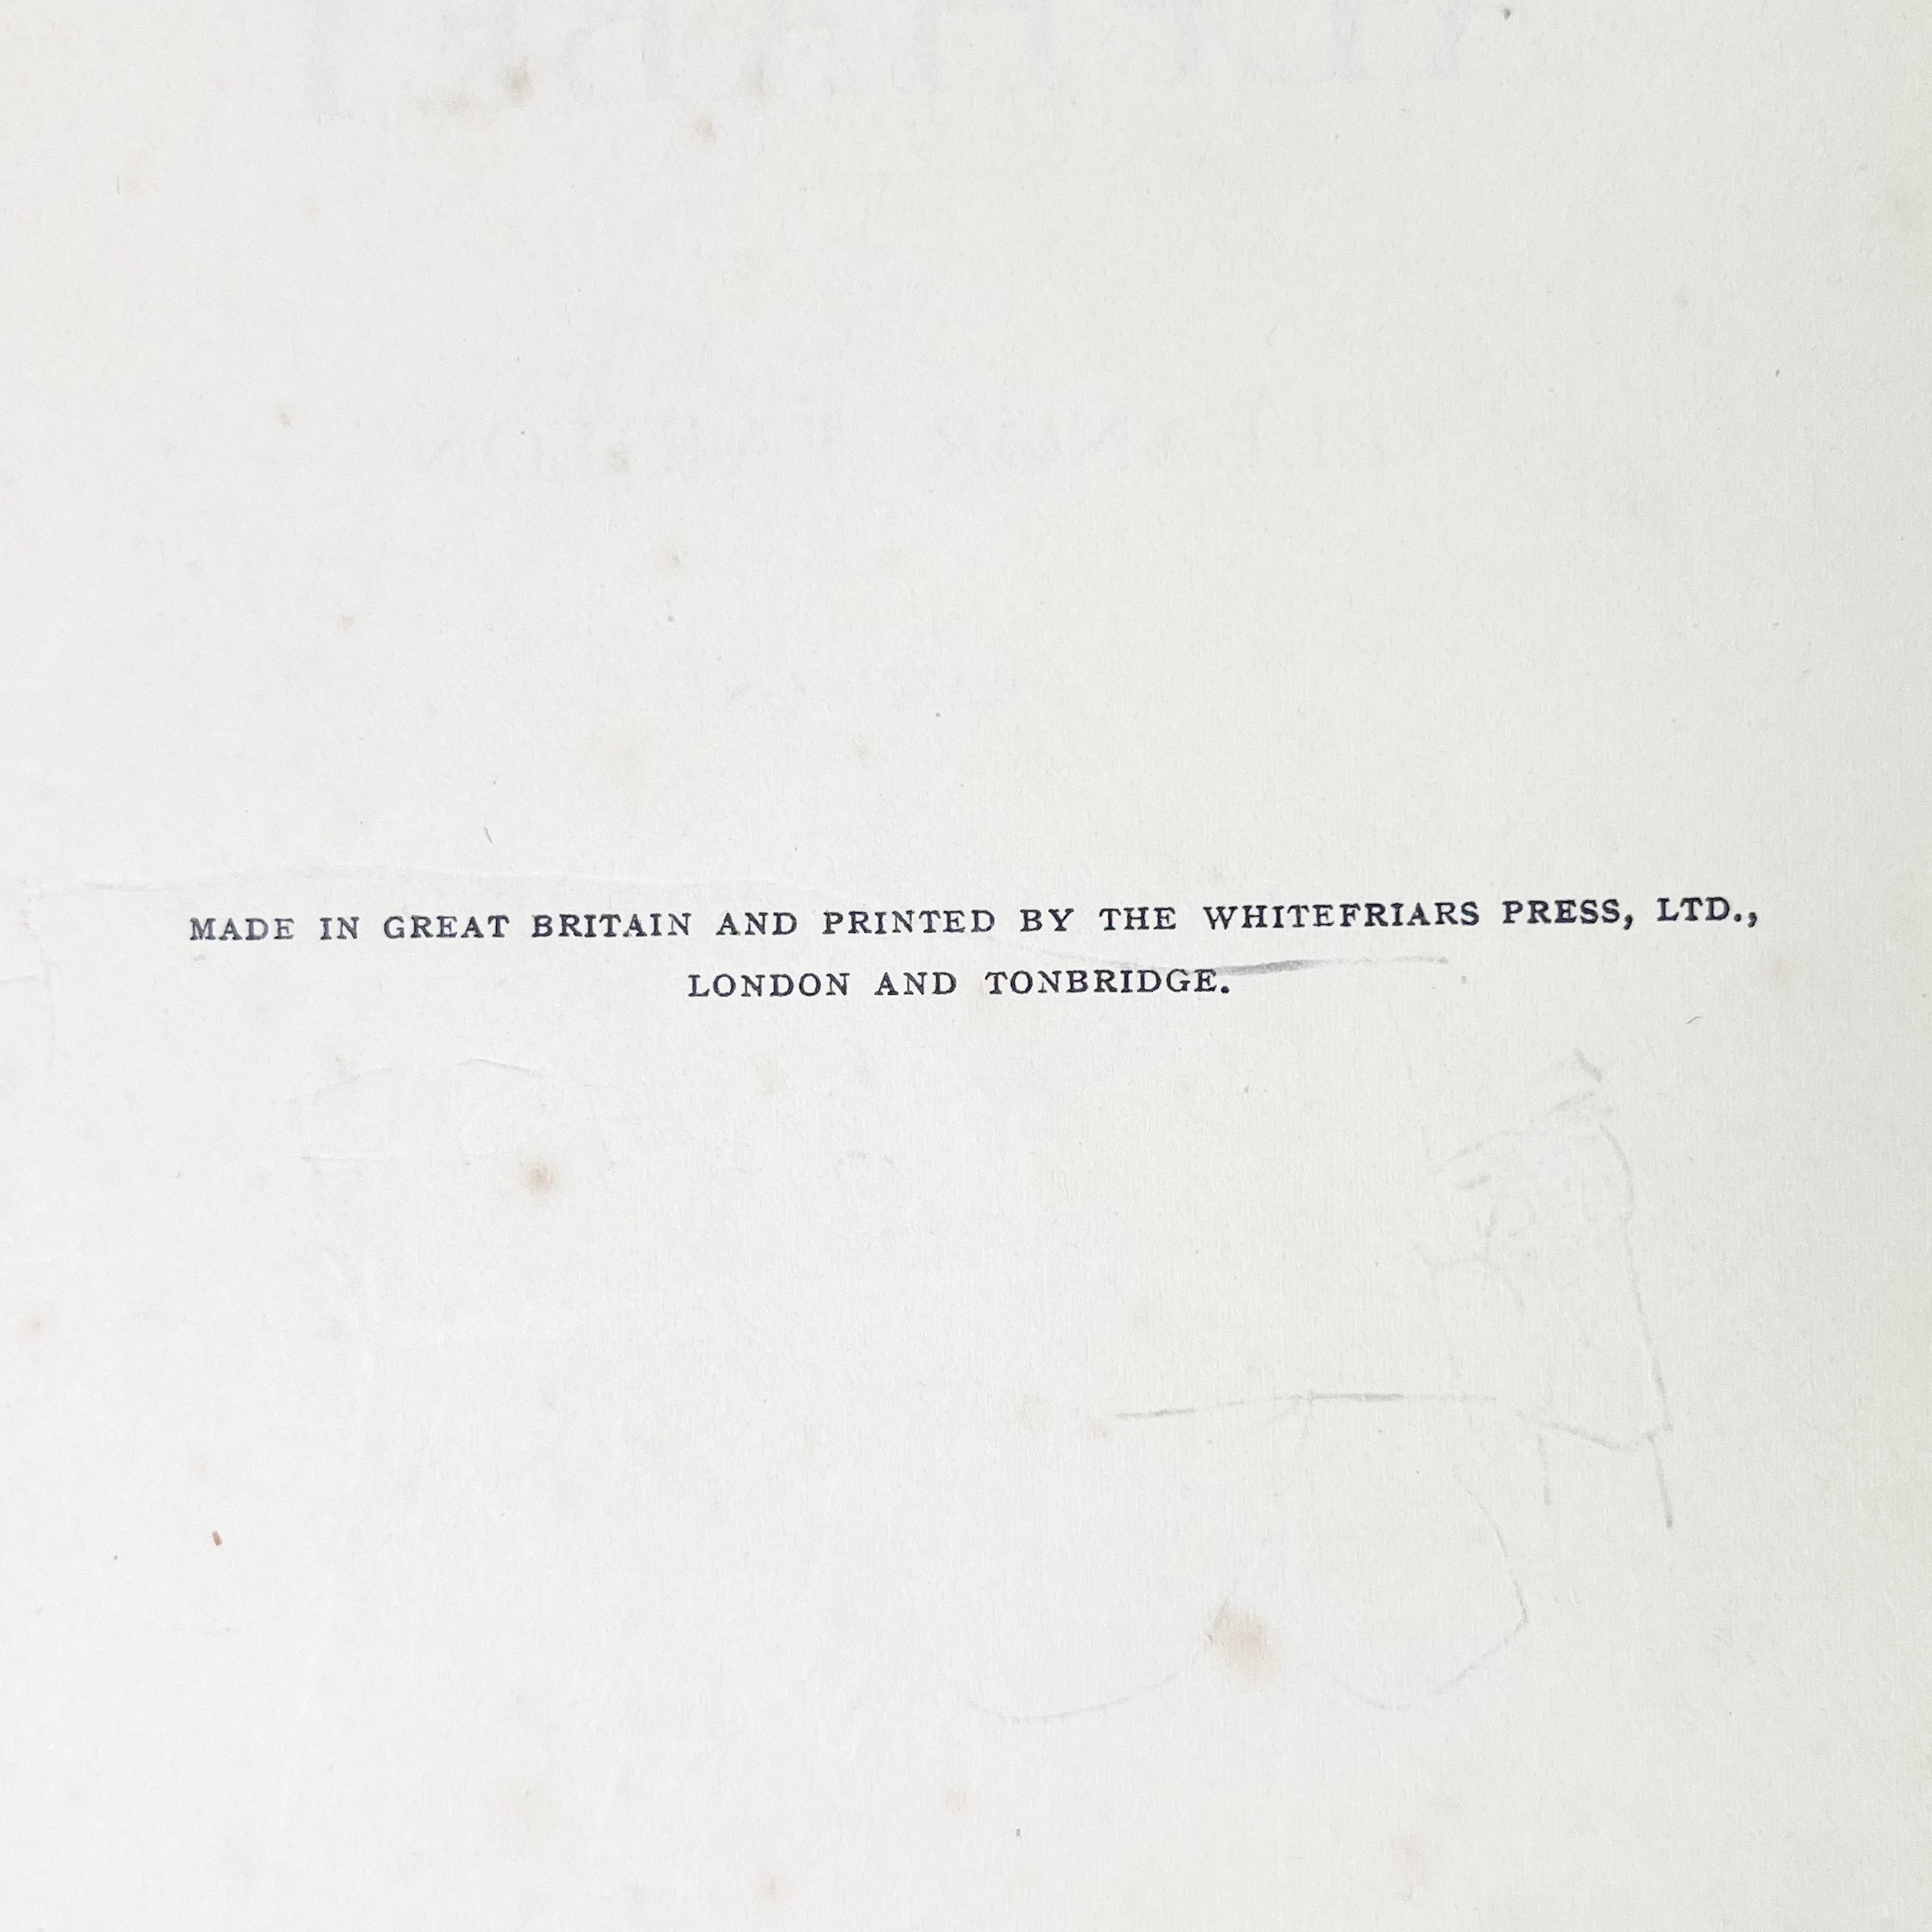 MADE IN GREAT BRITAIN AND PRINTED BY THE WHITEFRIARS PRESS, LTD.,
LONDON AND TONBRIDGE.